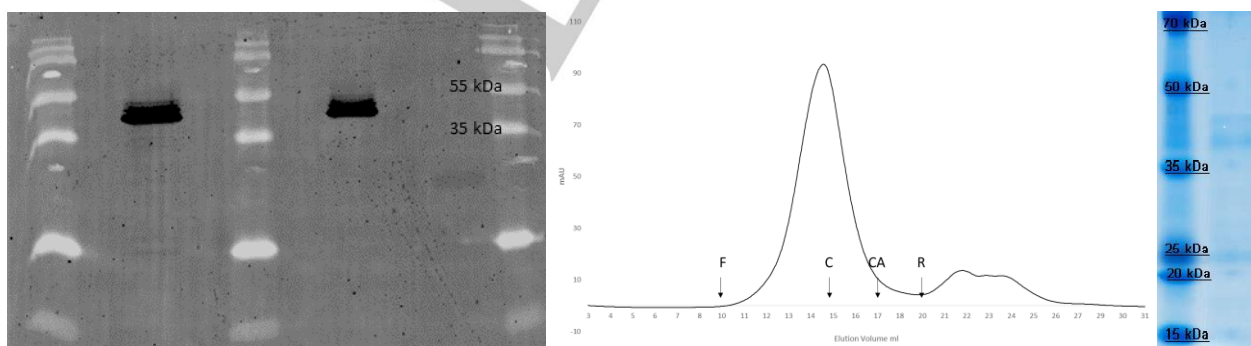 55 kDa
35 kDa
110
90
70
50
30
10
-10
mAU
F
C
CA
R
3 4 5 6 7 8 9 10 11 12 13 14 15 16 17 18 19 20 21 22 23 24 25 26 27 28 29 30 31
Elution Volume ml
70 kDa
50 kDa
35 kDa
25 kDa
20 kDa
15 kDa